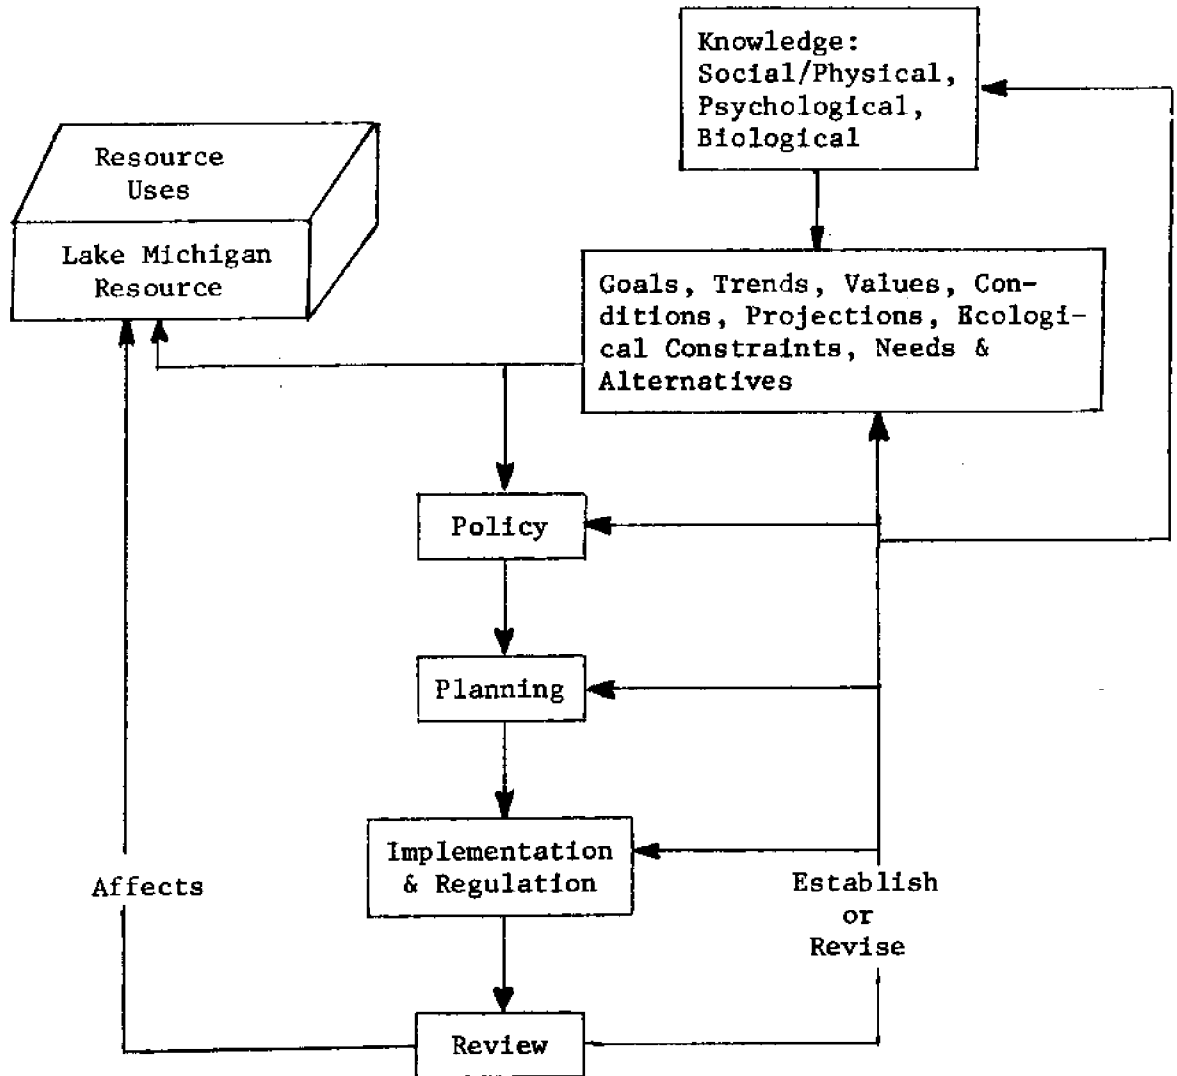 Knowledge:
Social/Physical,
Psychological,
Biological
Resource
Uses
Lake Michigan
Resource
Goals, Trends, Values, Con-
ditions, Projections, Ecologi-
cal Constraints, Needs &
Alternatives
Policy
Planning
Implementation
& Regulation
Affects
Establish
or
Revise
Review